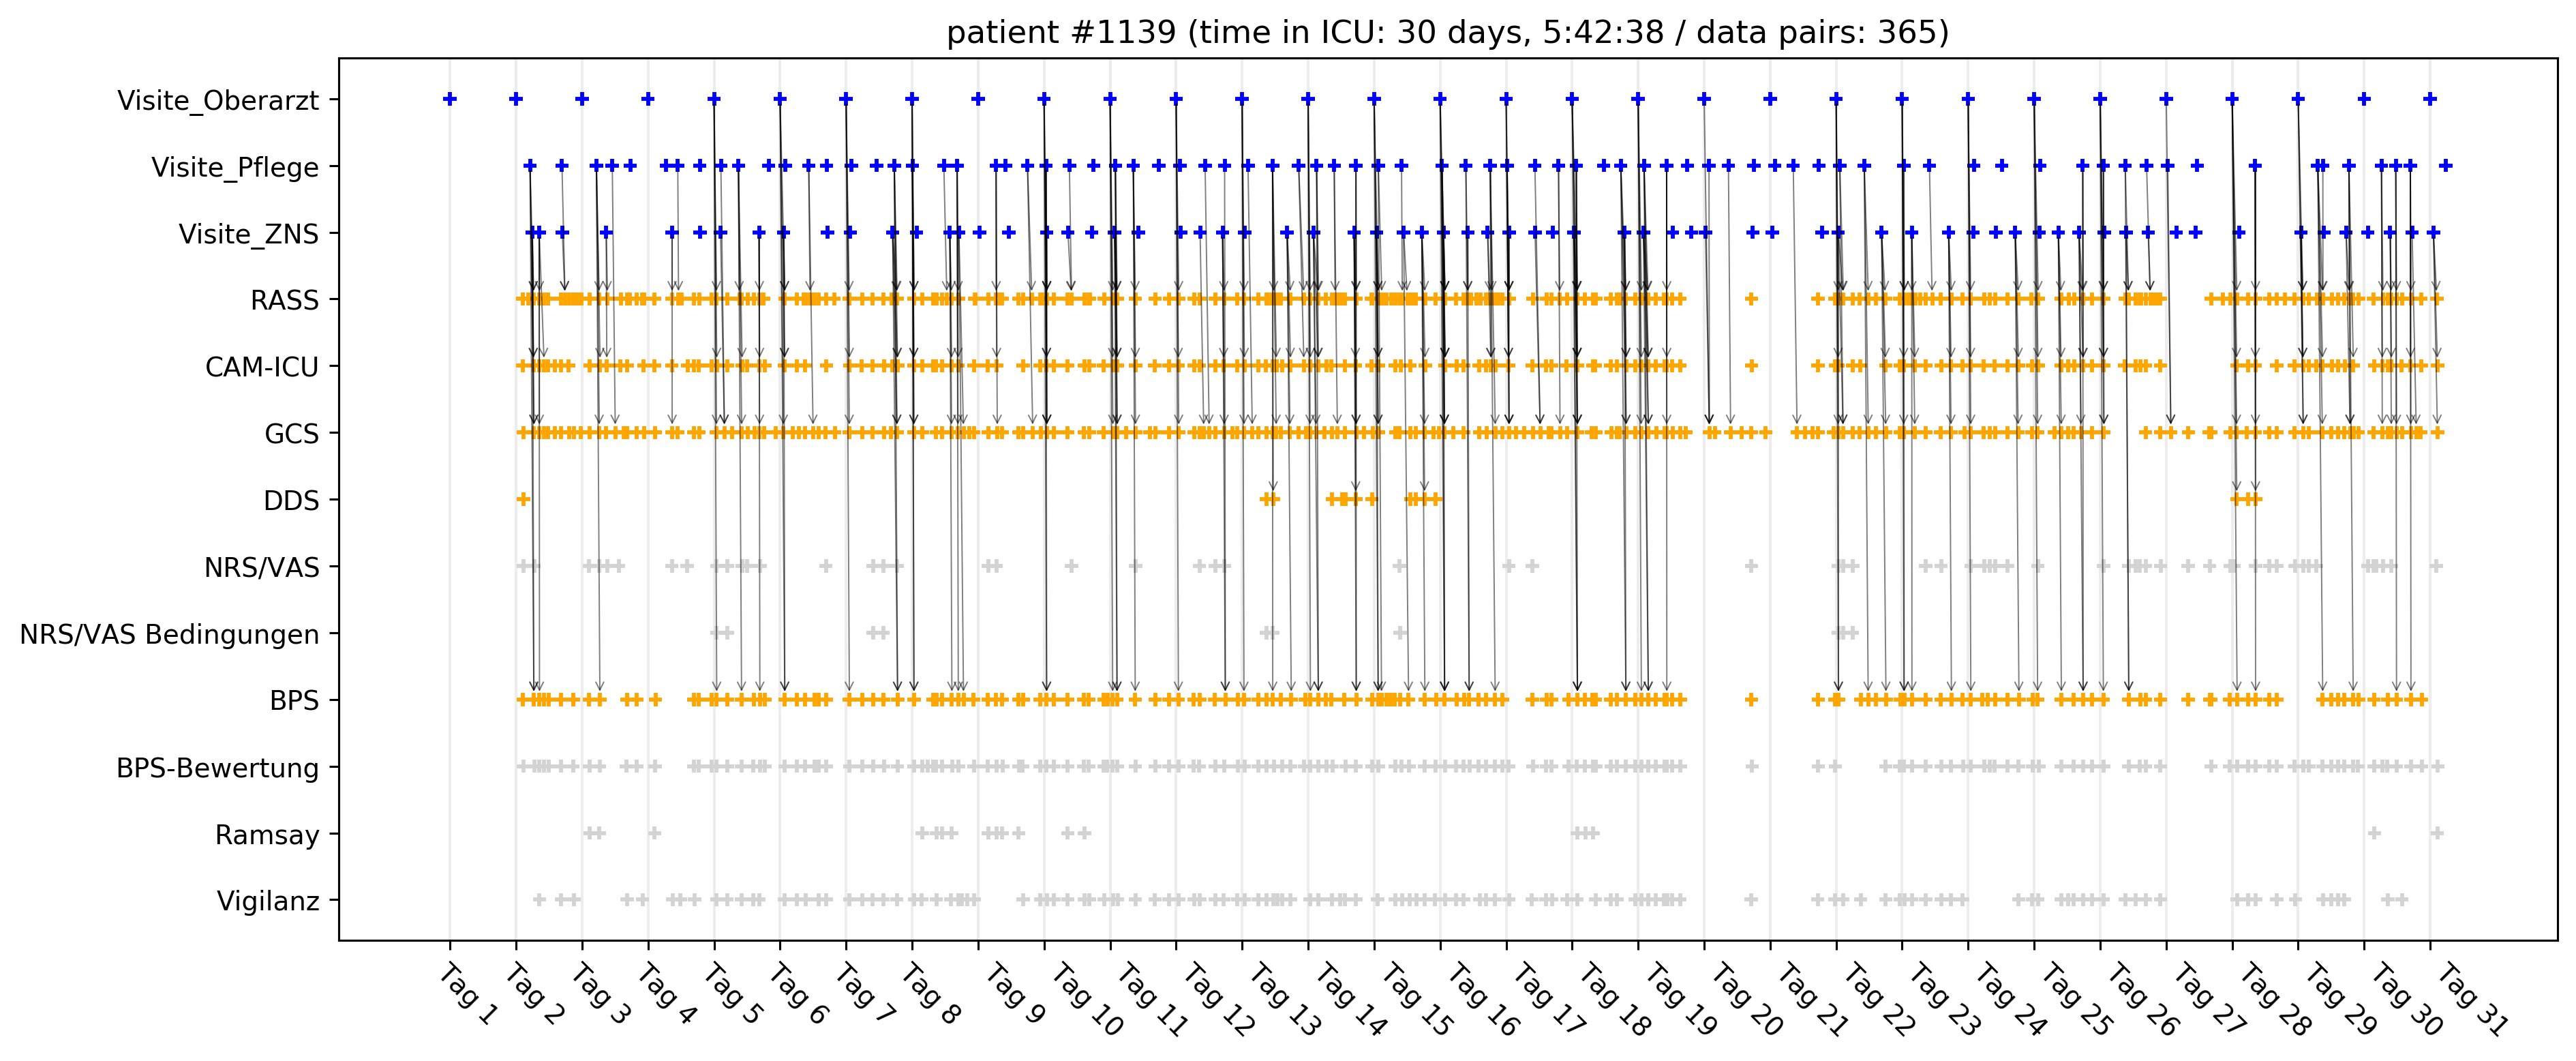 patient #1139 (time in ICU: 30 days, 5:42:38 / data pairs: 365)
Visite_Oberarzt
Visite_Pflege
Visite_ZNS
RASS
CAM-ICU
GCS
DDS
NRS/VAS
NRS/VAS Bedingungen
BPS
BPS-Bewertung
Ramsay
Vigilanz
Tag 1
Tag 2
Tag 3
Tag 4
Tag 5
Tag 6
Tag 7
Tag 8
Tag 9
Tag 10
Tag 11
Tag 12
Tag 13
Tag 14
Tag 15
Tag 16
Tag 17
Tag 18
Tag 19
Tag 20
Tag 21
Tag 22
Tag 23
Tag 24
Tag 25
Tag 26
Tag 27
Tag 28
Tag 29
Tag 30
Tag 31